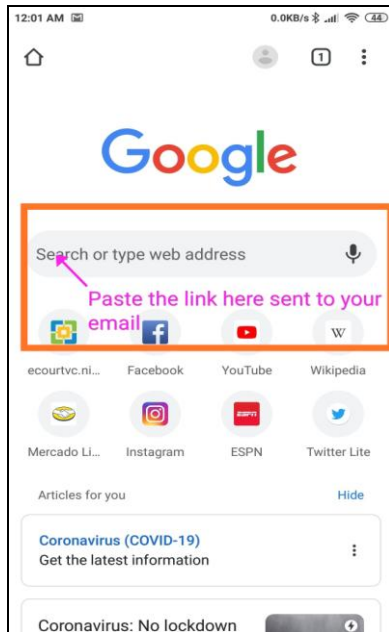 12:01 AM 0.0KB/s 44
1
Google
Search or type web address
Paste the link here sent to your
email
W
ecourtvc.ni... Facebook YouTube Wikipedia
ESPN
Mercado Li... Instagram ESPN Twitter Lite
Articles for you Hide
Coronavirus (COVID-19)
Get the latest information
Coronavirus: No lockdown